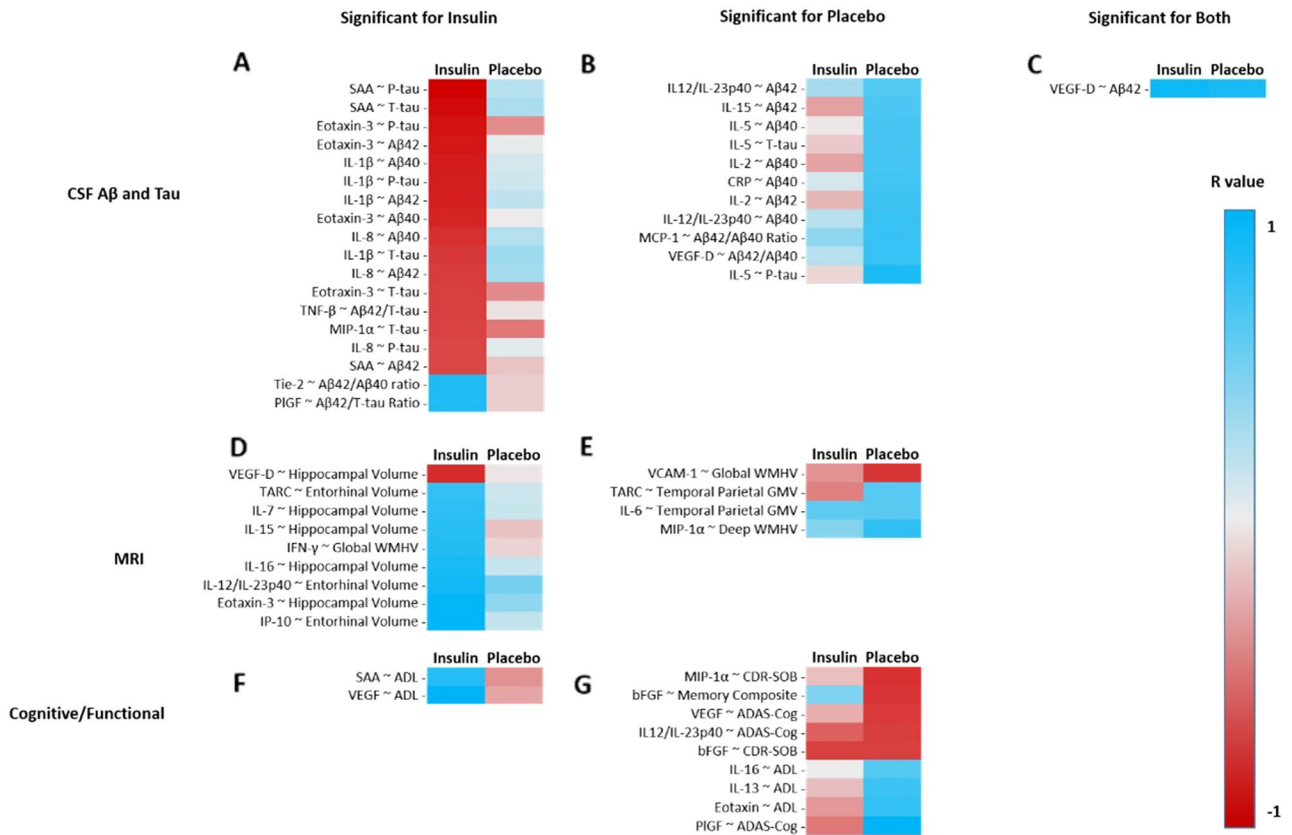 Significant for Insulin
Significant for Placebo
Significant for Both
CSF Aβ and Tau
A
Insulin Placebo
SAA ~ P-tau -
SAA ~ T-tau -
Eotaxin-3 ~ P-tau -
Eotaxin-3 ~ Aβ42 -
IL-1β ~ Aβ40 -
IL-1β ~ P-tau -
IL-1β ~ Aβ42 -
Eotaxin-3 ~ Aβ40 -
IL-8 ~ Aβ40 -
IL-1β ~ T-tau -
IL-8 ~ Aβ42 -
Eotraxin-3 ~ T-tau -
TNF-β ~ Aβ42/T-tau -
MIP-1α ~ T-tau -
IL-8 ~ P-tau -
SAA ~ Aβ42 -
Tie-2 ~ Aβ42/Aβ40 ratio -
PlGF ~ Aβ42/T-tau Ratio -
B
Insulin Placebo
IL12/IL-23p40 ~ Aβ42 -
IL-15 ~ Aβ42 -
IL-5 ~ Aβ40 -
IL-5 ~ T-tau -
IL-2 ~ Aβ40 -
CRP ~ Aβ40 -
IL-2 ~ Aβ42 -
IL-12/IL-23p40 ~ Aβ40 -
MCP-1 ~ Aβ42/Aβ40 Ratio -
VEGF-D ~ Aβ42/Aβ40 -
IL-5 ~ P-tau -
C
Insulin Placebo
VEGF-D ~ Aβ42 -
R value
1
-1
MRI
D
Insulin Placebo
VEGF-D ~ Hippocampal Volume -
TARC ~ Entorhinal Volume -
IL-7 ~ Hippocampal Volume -
IL-15 ~ Hippocampal Volume -
IFN-γ ~ Global WMHV -
IL-16 ~ Hippocampal Volume -
IL-12/IL-23p40 ~ Entorhinal Volume -
Eotaxin-3 ~ Hippocampal Volume -
IP-10 ~ Entorhinal Volume -
E
Insulin Placebo
VCAM-1 ~ Global WMHV -
TARC ~ Temporal Parietal GMV -
IL-6 ~ Temporal Parietal GMV -
MIP-1α ~ Deep WMHV -
Cognitive/Functional
F
Insulin Placebo
SAA ~ ADL -
VEGF ~ ADL -
G
Insulin Placebo
MIP-1α ~ CDR-SOB -
bFGF ~ Memory Composite -
VEGF ~ ADAS-Cog -
IL12/IL-23p40 ~ ADAS-Cog -
bFGF ~ CDR-SOB -
IL-16 ~ ADL -
IL-13 ~ ADL -
Eotaxin ~ ADL -
PlGF ~ ADAS-Cog -